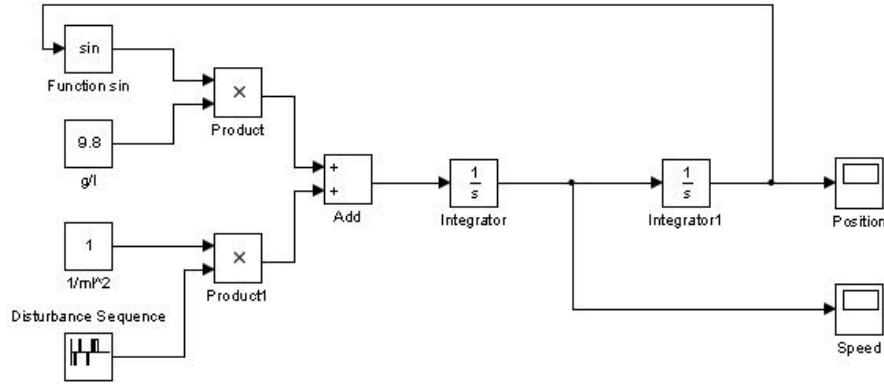 sin
Function sin
×
Product
9.8
g/l
+
+
Add
1
s
Integrator
1
s
Integrator1
Position
1
1/ml^2
×
Product1
Disturbance Sequence
Speed